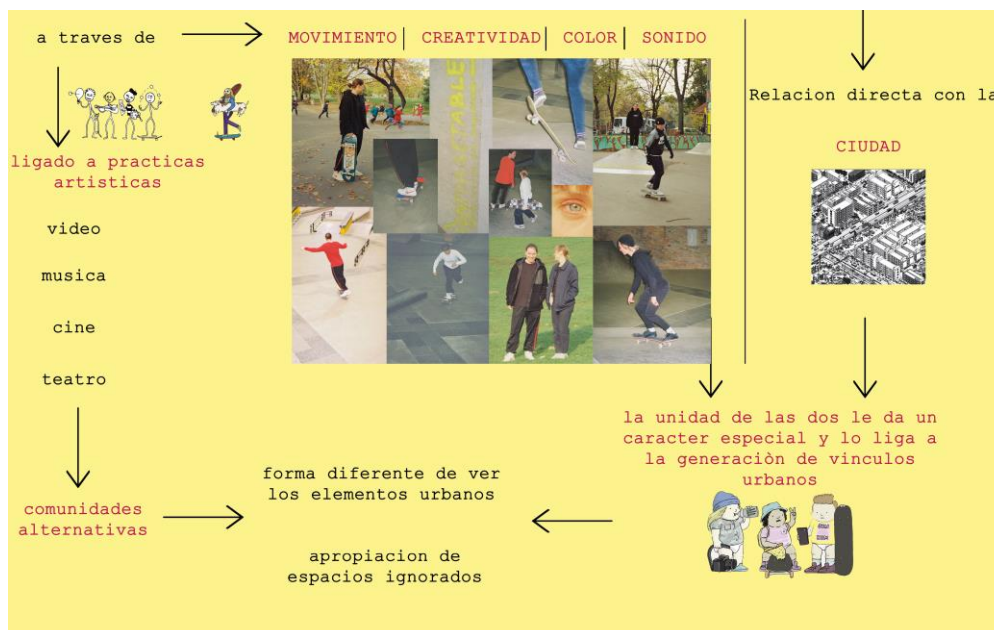 a traves de
MOVIMIENTO| CREATIVIDAD| COLOR| SONIDO
ligado a practicas
artisticas
video
musica
cine
teatro
comunidades
alternativas
forma diferente de ver
los elementos urbanos
apropiacion de
espacios ignorados
Relacion directa con la
CIUDAD
la unidad de las dos le da un
caracter especial y lo liga a
la generaciòn de vinculos
urbanos